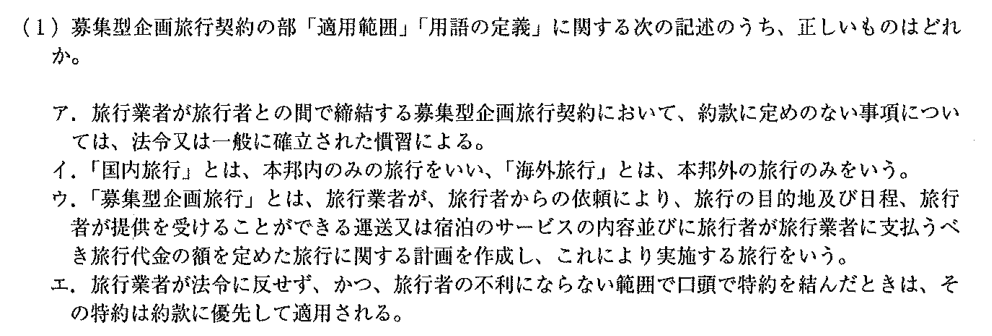 （1）募集型企画旅行契約の部「適用範囲」「用語の定義」に関する次の記述のうち、正しいものはどれ
か。
ア．旅行業者が旅行者との間で締結する募集型企画旅行契約において、約款に定めのない事項につい
ては、法令又は一般に確立された慣習による。
イ．「国内旅行」とは、本邦内のみの旅行をいい、「海外旅行」とは、本邦外の旅行のみをいう。
ウ．「募集型企画旅行」とは、旅行業者が、旅行者からの依頼により、旅行の目的地及び日程、旅行
者が提供を受けることができる運送又は宿泊のサービスの内容並びに旅行者が旅行業者に支払うべ
き旅行代金の額を定めた旅行に関する計画を作成し、これにより実施する旅行をいう。
エ．旅行業者が法令に反せず、かつ、旅行者の不利にならない範囲で口頭で特約を結んだときは、そ
の特約は約款に優先して適用される。